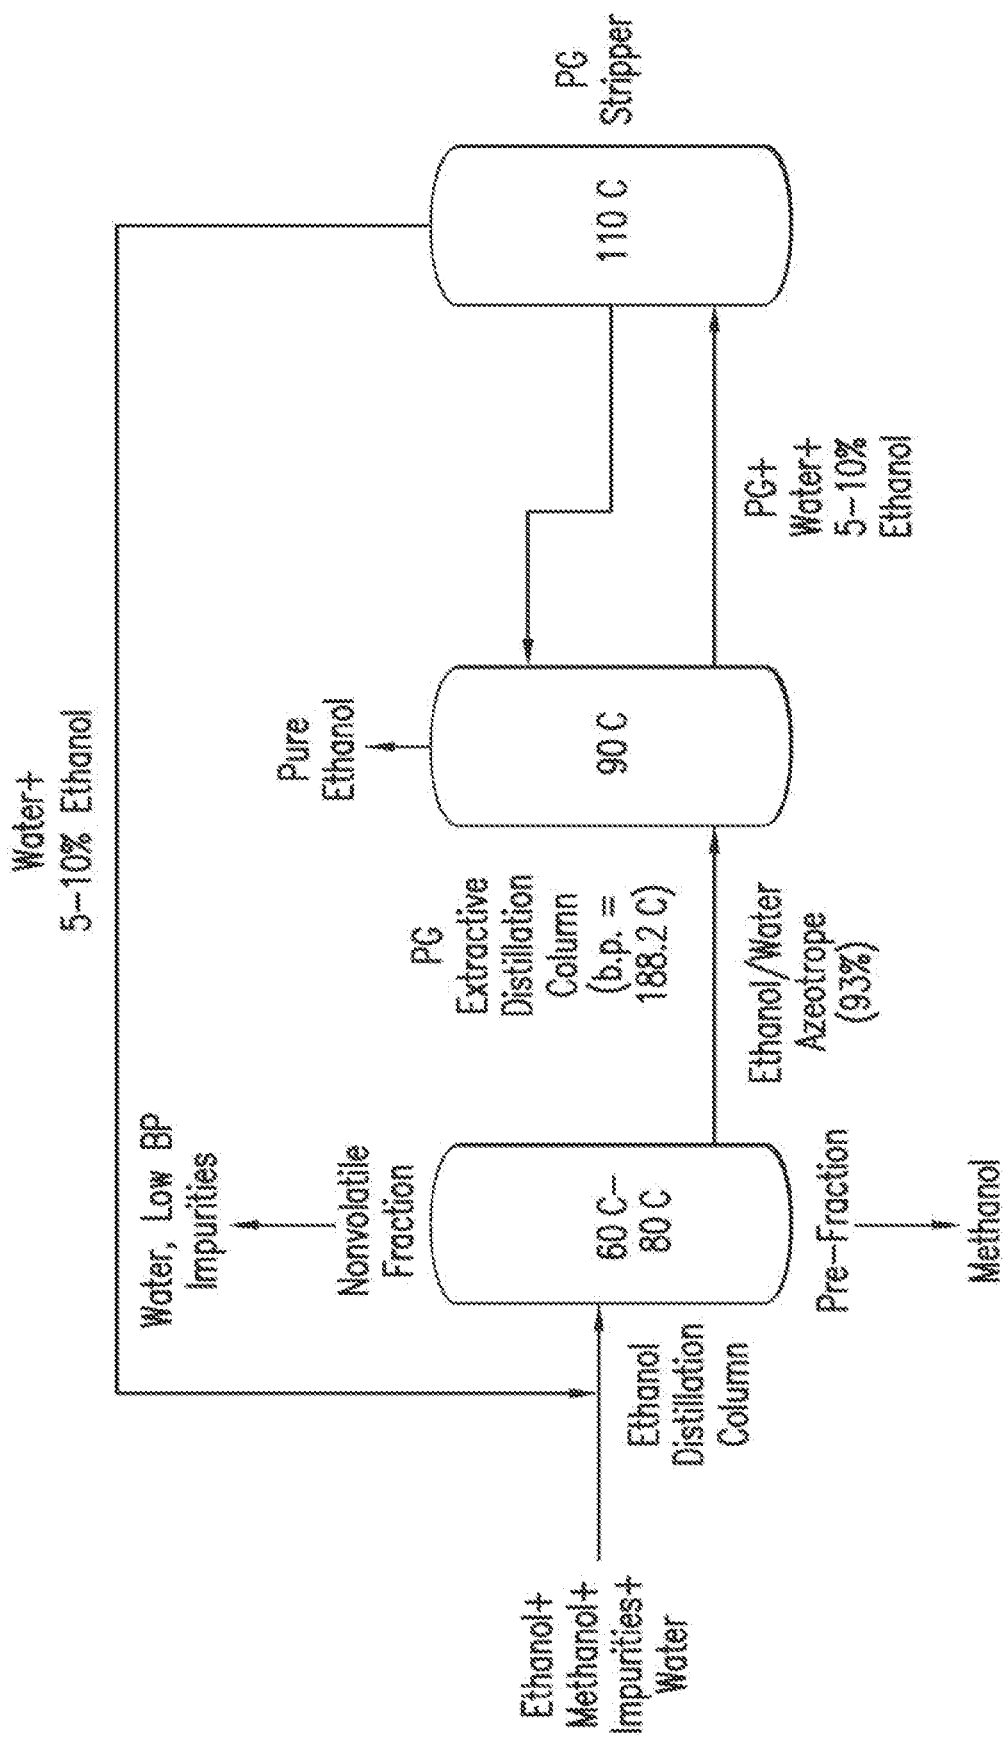 Water+
5–10% Ethanol
Water, Low BP
Impurities
Nonvolatile
Fraction
Pure
Ethanol
PG
Stripper
Ethanol+
Methanol+
Impurities+
Water
60 C–
80 C
Ethanol
Distillation
Column
PG
Extractive
Distillation
Column
(b.p. =
188.2 C)
90 C
110 C
Pre–Fraction
Methanol
Ethanol/Water
Azeotrope
(93%)
PG+
Water+
5–10%
Ethanol